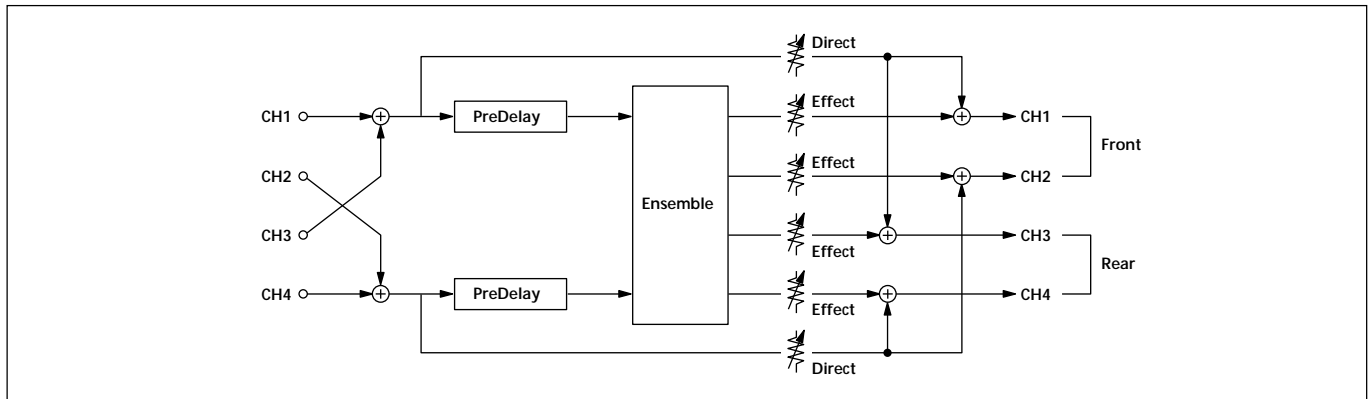 Direct
CH1
PreDelay
Effect
CH1
Front
CH2
Effect
CH2
Ensemble
CH3
Effect
CH3
Rear
CH4
PreDelay
Effect
CH4
Direct